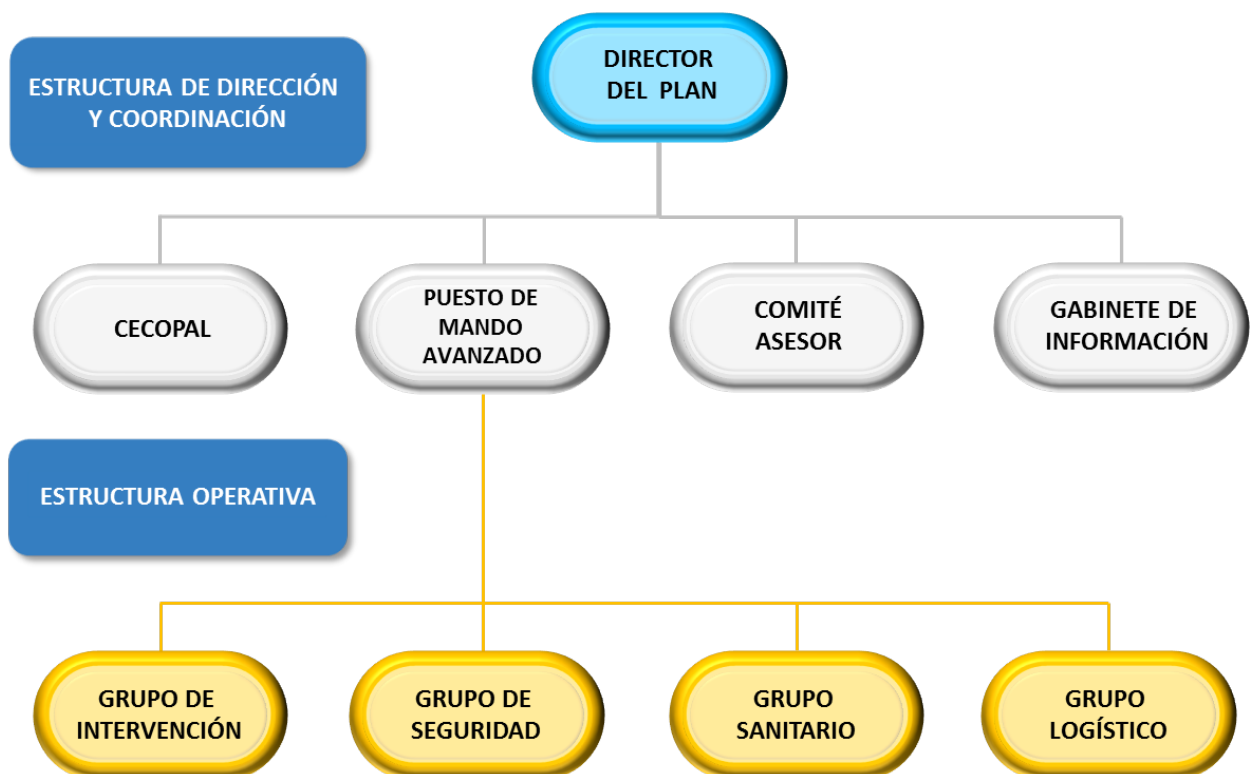 DIRECTOR
DEL PLAN
ESTRUCTURA DE DIRECCIÓN
Y COORDINACIÓN
CECOPAL
PUESTO DE
MANDO
AVANZADO
COMITÉ
ASESOR
GABINETE DE
INFORMACIÓN
ESTRUCTURA OPERATIVA
GRUPO DE
INTERVENCIÓN
GRUPO DE
SEGURIDAD
GRUPO
SANITARIO
GRUPO
LOGÍSTICO